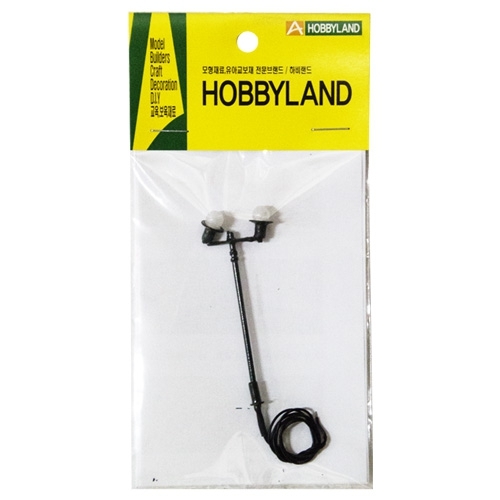 A HOBBYLAND
Model
Builders
Craft
Decoration
D.I.Y
교육,보육재료
모형재료,유아교보재 전문브랜드 / 하비랜드
HOBBYLAND